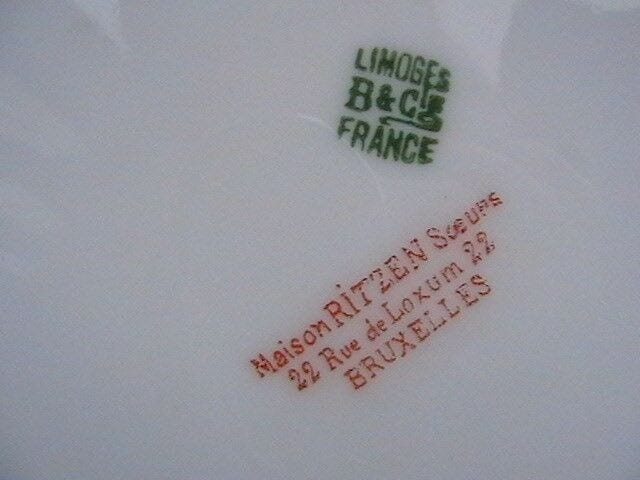 LIMOGES
B & Cie
FRANCE
Maison RITZEN Sœurs
22 Rue de Loxum 22
BRUXELLES